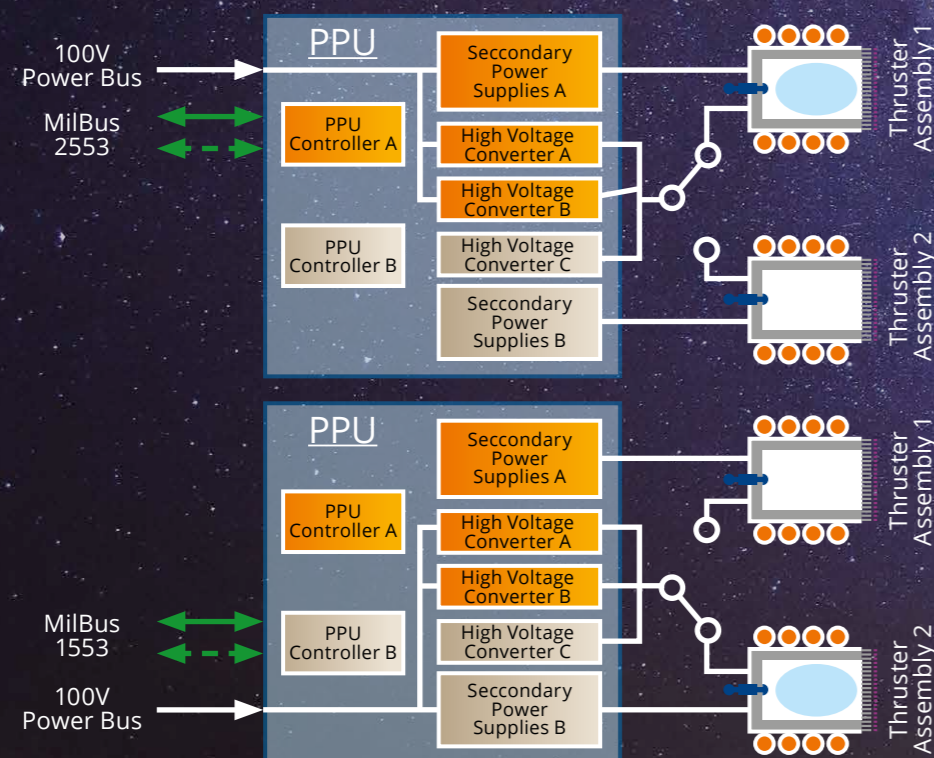 PPU
100V
Power Bus
MilBus
2553
PPU
Controller A
PPU
Controller B
Seccondary
Power
Supplies A
High Voltage
Converter A
High Voltage
Converter B
High Voltage
Converter C
Seccondary
Power
Supplies B
Thruster
Assembly 1
Thruster
Assembly 2
PPU
PPU
Controller A
MilBus
1553
PPU
Controller B
100V
Power Bus
Seccondary
Power
Supplies A
High Voltage
Converter A
High Voltage
Converter B
High Voltage
Converter C
Seccondary
Power
Supplies B
Thruster
Assembly 1
Thruster
Assembly 2